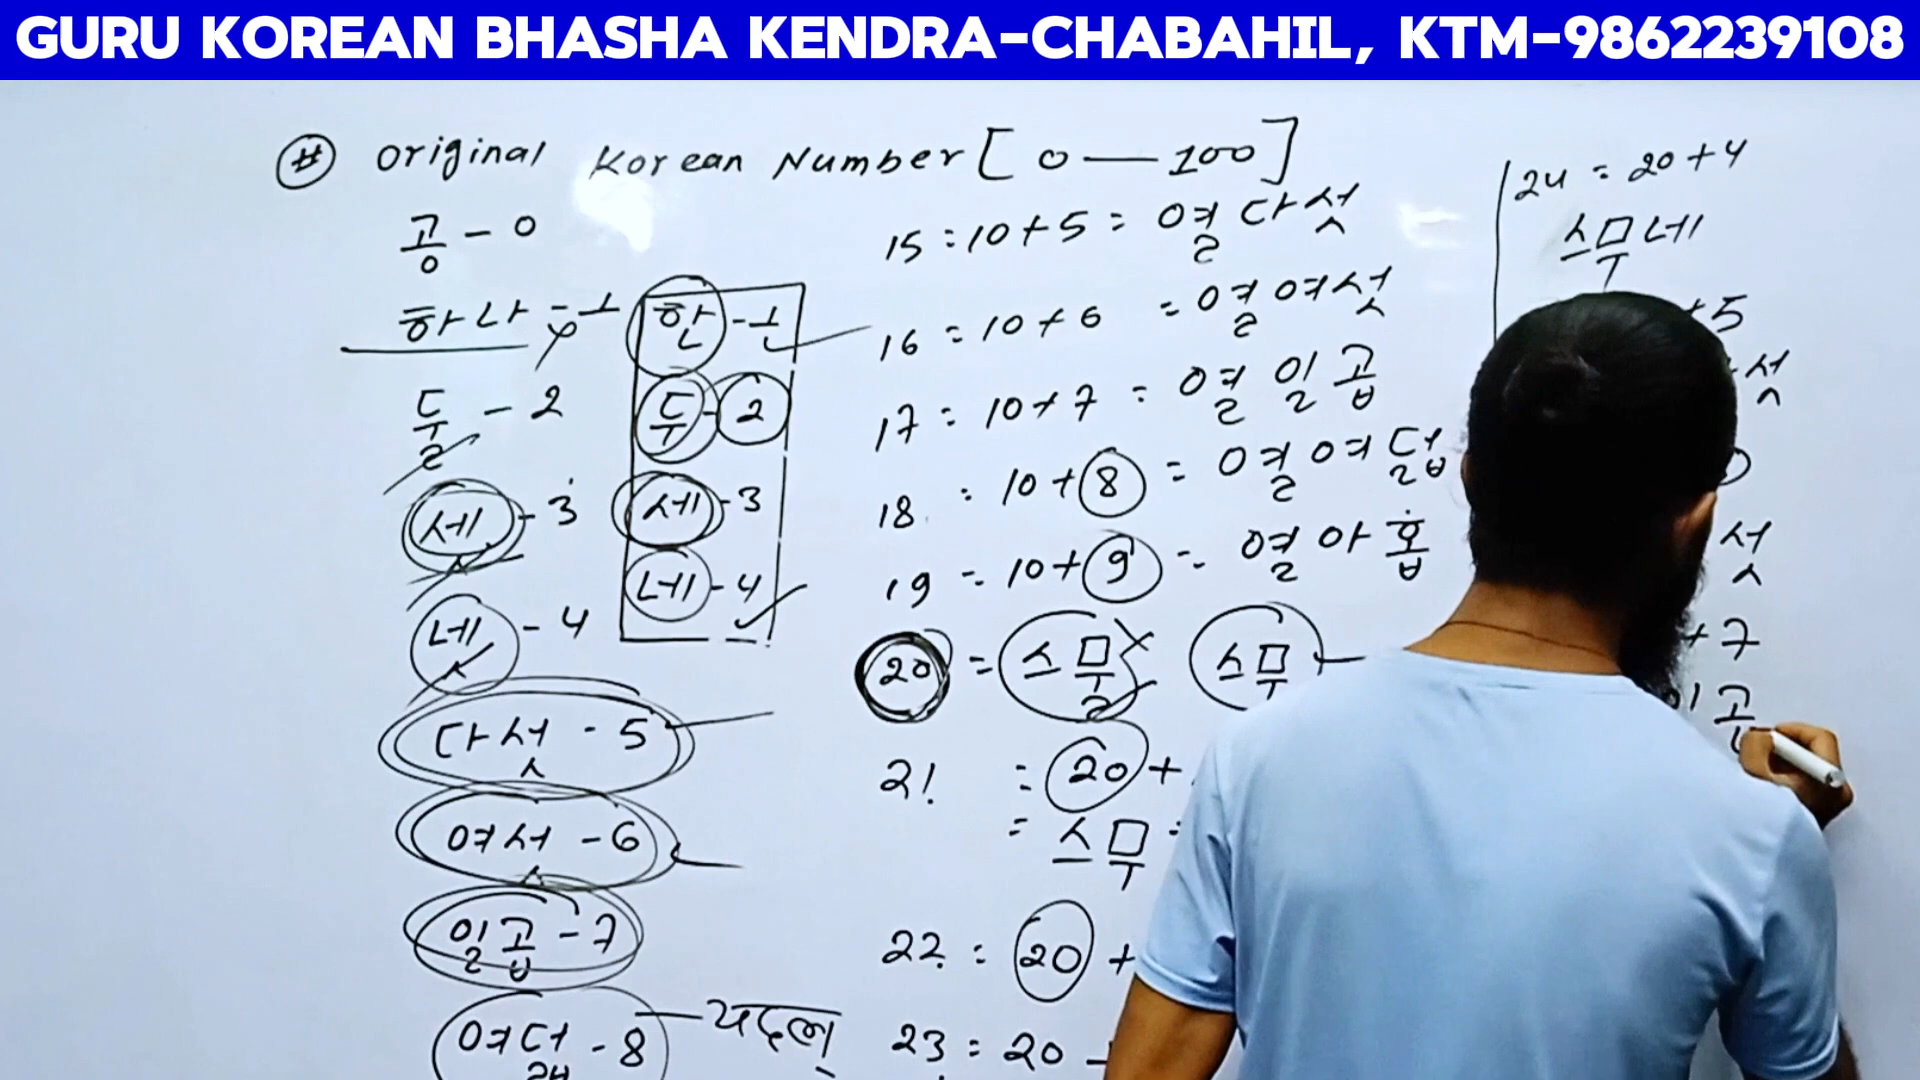 GURU KOREAN BHASHA KENDRA-CHABAHIL, KTM-9862239108
# Original Korean Number [0—100]
공 - 0
하나 - 1
둘 - 2
세 - 3
네 - 4
다섯 - 5
여섯 - 6
일곱 - 7
여덟 - 8
한 - 1
두 - 2
세 - 3
네 - 4
15 = 10+5 = 열다섯
16 = 10+6 = 열여섯
17 = 10+7 = 열일곱
18 = 10+8 = 열여덟
19 = 10+9 = 열아홉
20 = 스물 스무
21 = 20+
= 스무
22 = 20+
23 = 20
24 = 20+4
스무네
+5
섯
섯
+7